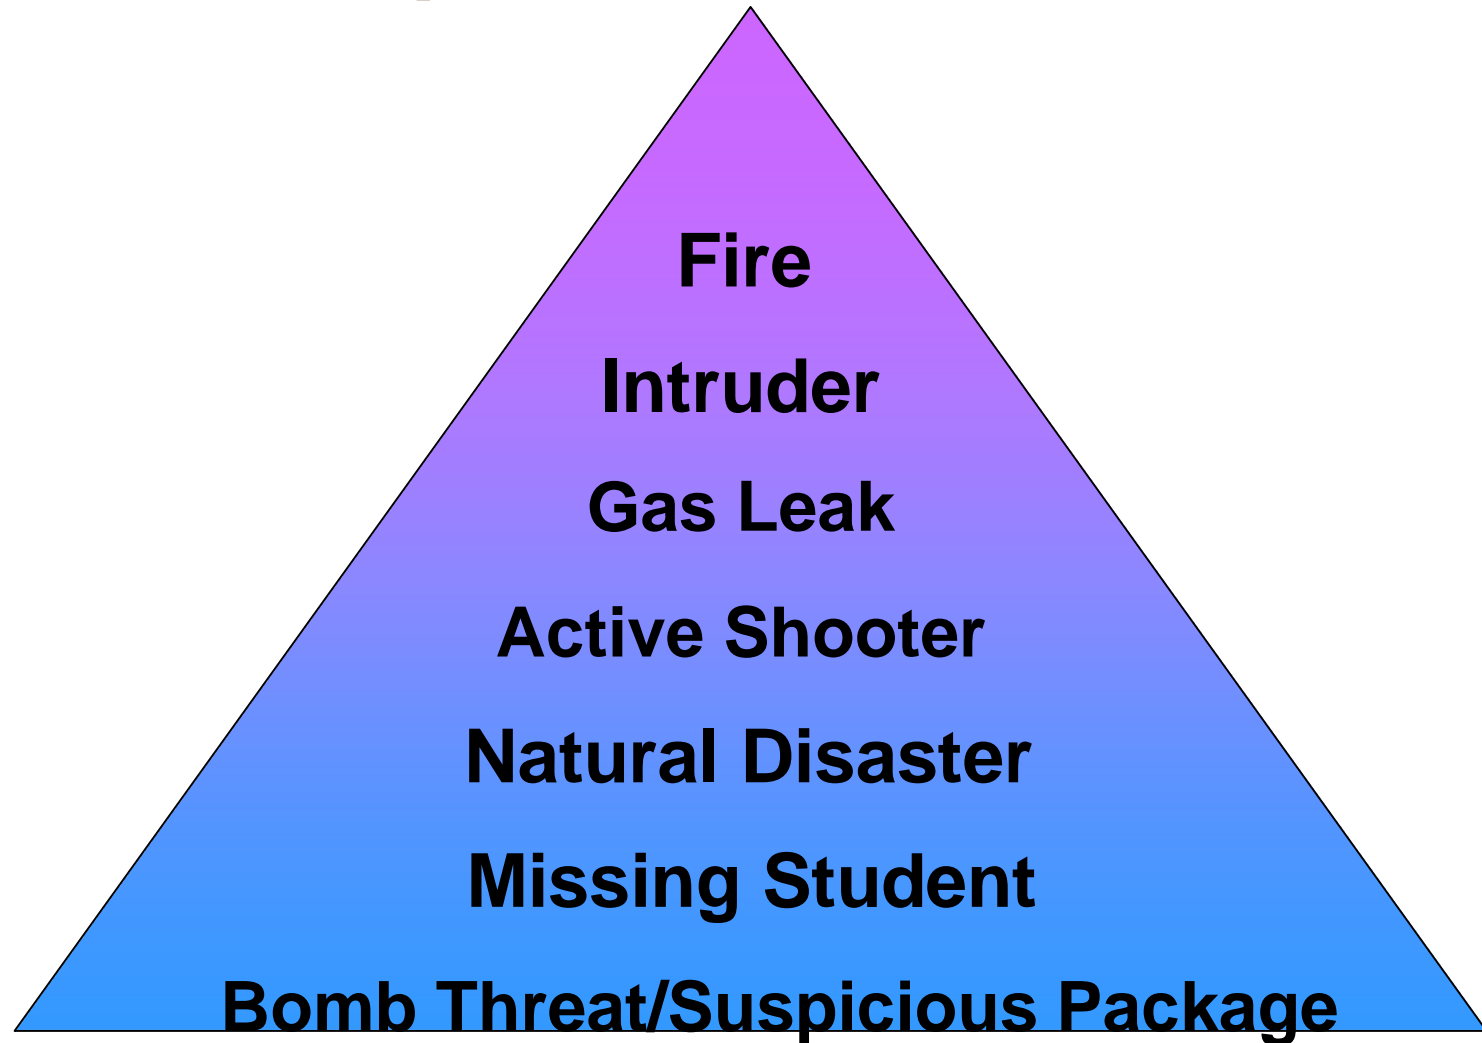 Fire
Intruder
Gas Leak
Active Shooter
Natural Disaster
Missing Student
Bomb Threat/Suspicious Package